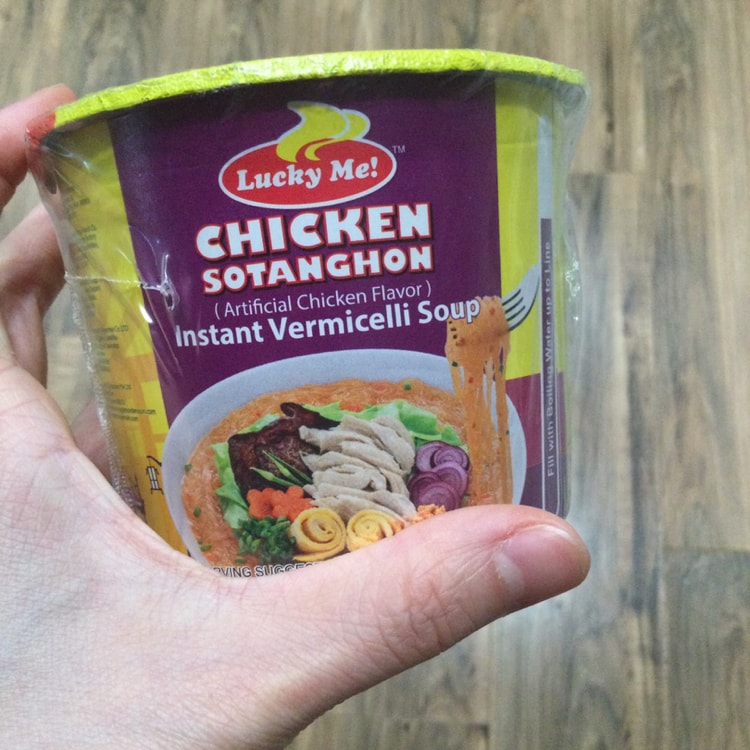 Lucky Me!
TM
CHICKEN
SOTANGHON
( Artificial Chicken Flavor )
Instant Vermicelli Soup
Fill with Boiling Water up to Line